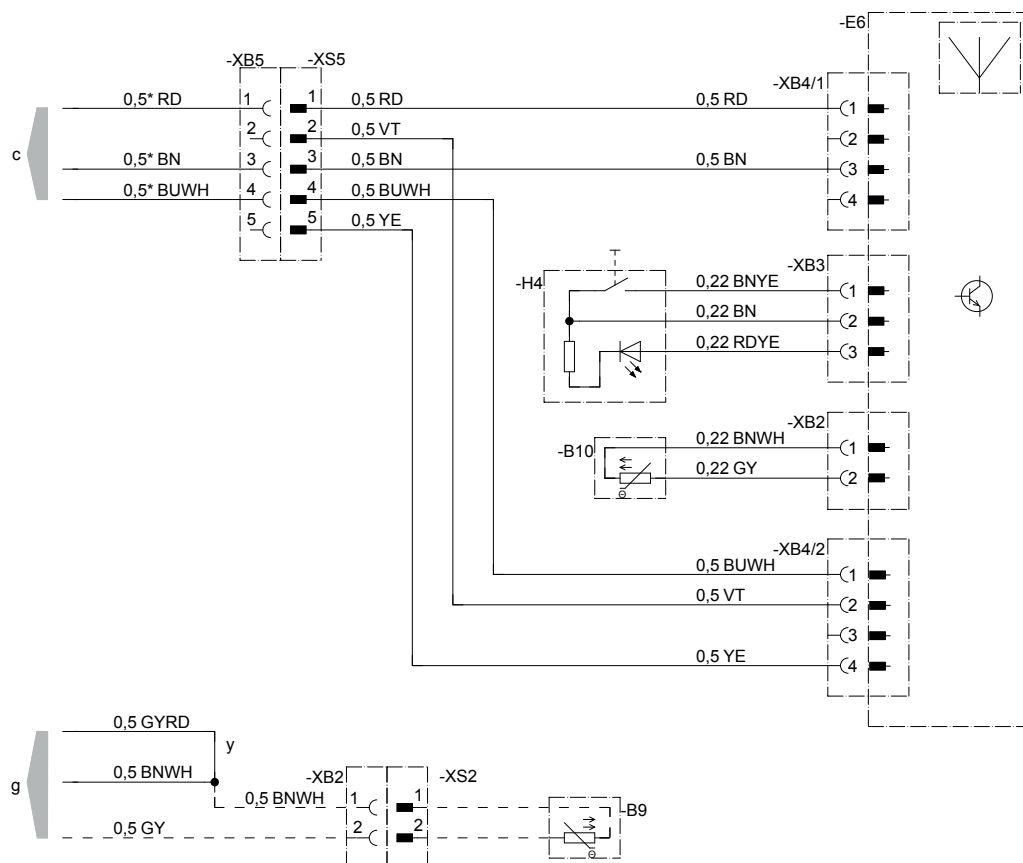 -E6
-XB5 -XS5
-XB4/1
0,5* RD 1 1 0,5 RD 0,5 RD 1
2 2 0,5 VT 2
c
0,5* BN 3 3 0,5 BN 0,5 BN 3
0,5* BUWH 4 4 0,5 BUWH 4
5 5 0,5 YE
-XB3
-H4 0,22 BNYE 1
0,22 BN 2
0,22 RDYE 3
-XB2
-B10 0,22 BNWH 1
0,22 GY 2
Θ
-XB4/2
0,5 BUWH 1
0,5 VT 2
3
0,5 YE 4
0,5 GYRD
y
g 0,5 BNWH
-XB2 -XS2
0,5 BNWH 1 1
-B9
0,5 GY 2 2
Θ